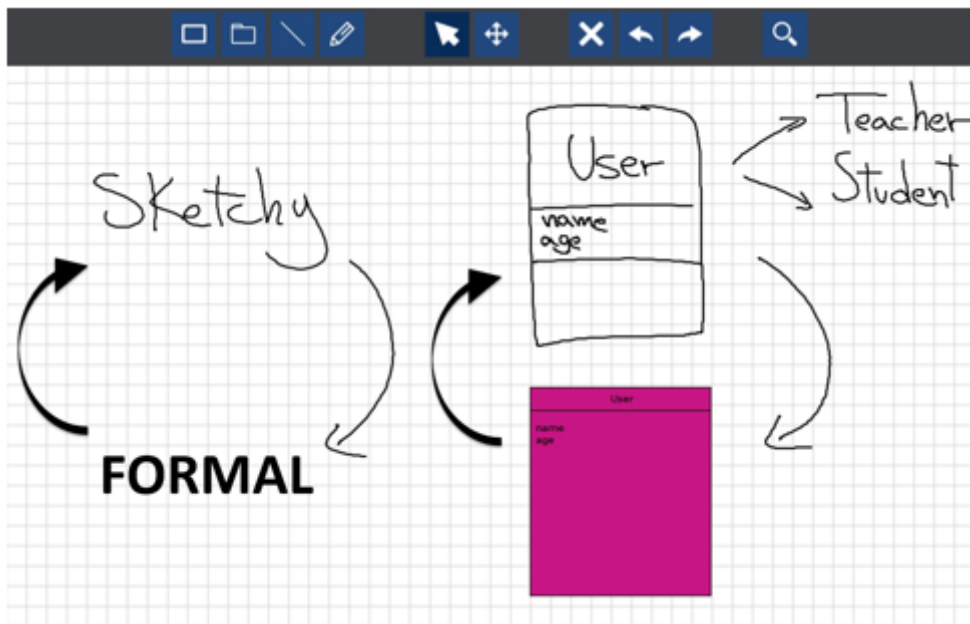 Sketchy
FORMAL
User
name
age
Teacher
Student
User
name
age